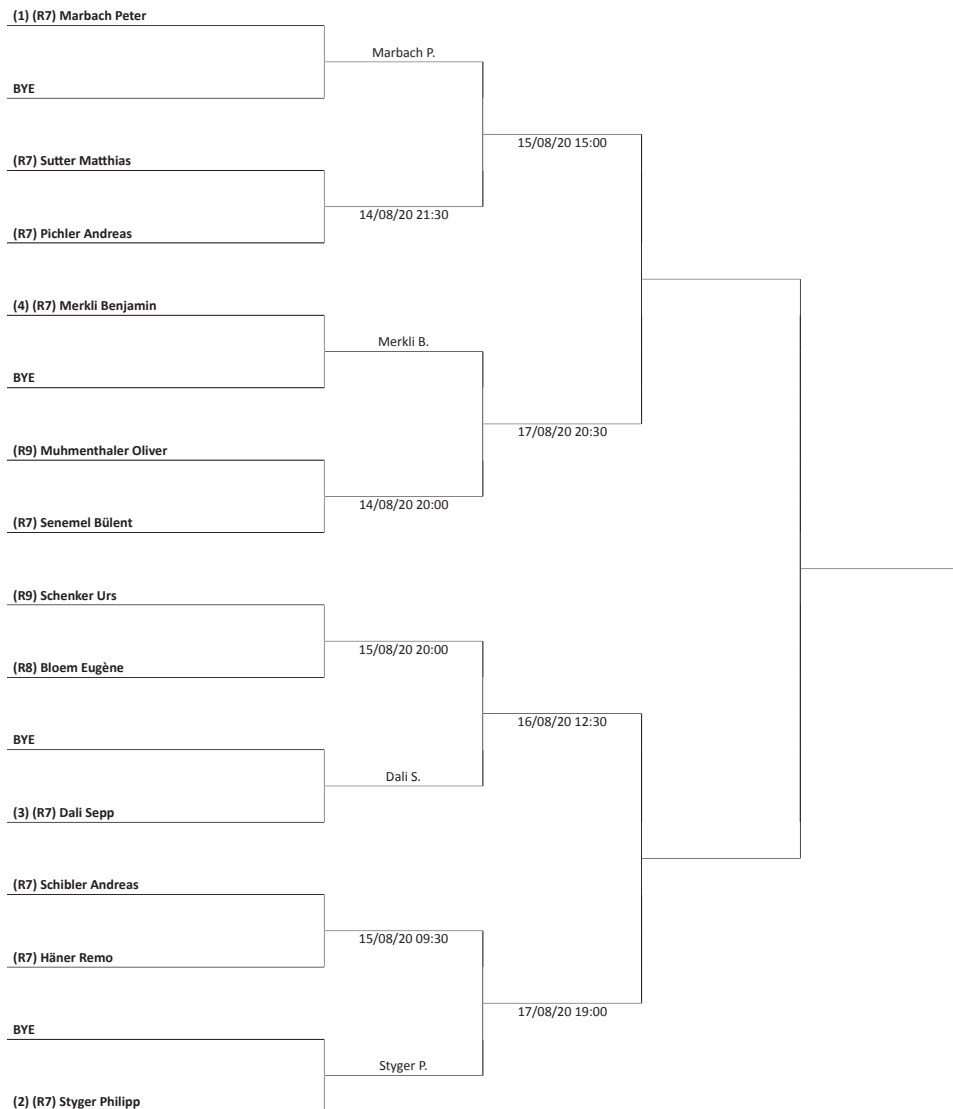 (1) (R7) Marbach Peter
Marbach P.
BYE
15/08/20 15:00
(R7) Sutter Matthias
14/08/20 21:30
(R7) Pichler Andreas
(4) (R7) Merkli Benjamin
Merkli B.
BYE
17/08/20 20:30
(R9) Muhmenthaler Oliver
14/08/20 20:00
(R7) Senemel Bülent
(R9) Schenker Urs
15/08/20 20:00
(R8) Bloem Eugène
16/08/20 12:30
BYE
Dali S.
(3) (R7) Dali Sepp
(R7) Schibler Andreas
15/08/20 09:30
(R7) Häner Remo
17/08/20 19:00
BYE
Styger P.
(2) (R7) Styger Philipp